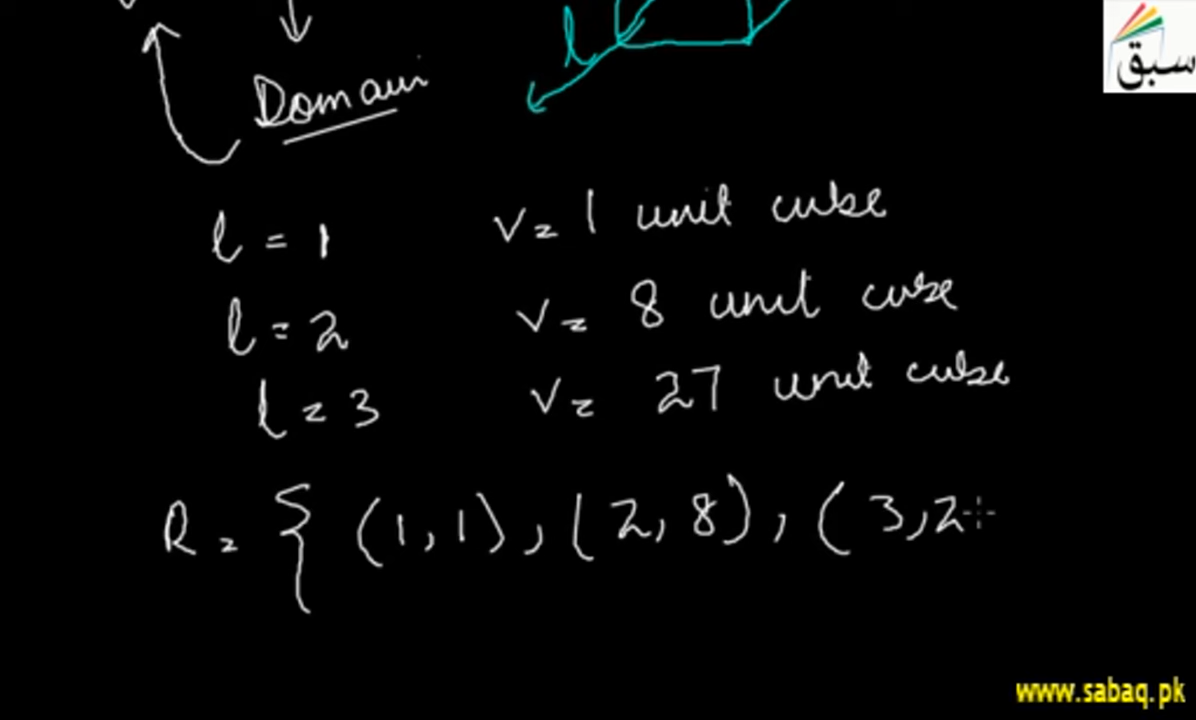 l
سبق
Domain
l = 1 V = 1 unit cube
l = 2 V = 8 unit cube
l = 3 V = 27 unit cube
R = { (1,1), (2,8), (3,2
www.sabaq.pk